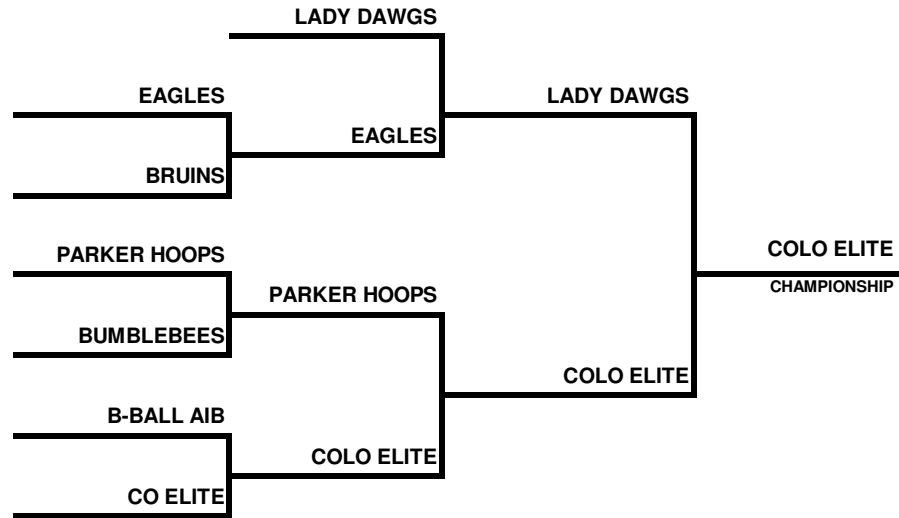 LADY DAWGS
EAGLES
LADY DAWGS
EAGLES
BRUINS
PARKER HOOPS
COLO ELITE
CHAMPIONSHIP
PARKER HOOPS
BUMBLEBEES
COLO ELITE
B-BALL AIB
COLO ELITE
CO ELITE